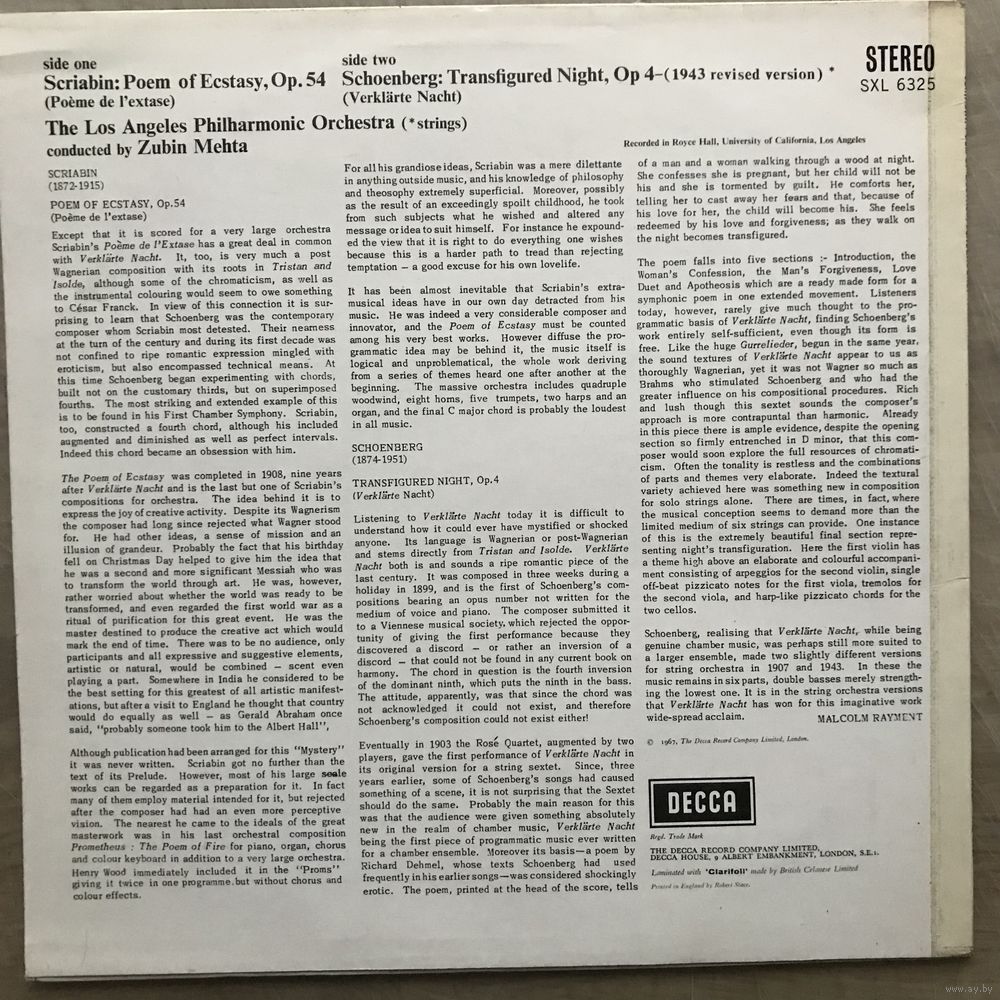 side one
Scriabin: Poem of Ecstasy, Op. 54
(Poème de l'extase)
side two
Schoenberg: Transfigured Night, Op 4-(1943 revised version) *
(Verklärte Nacht)
STEREO
SXL 6325
The Los Angeles Philharmonic Orchestra (*strings)
conducted by Zubin Mehta
Recorded in Royce Hall, University of California, Los Angeles
SCRIABIN
(1872-1915)
POEM OF ECSTASY, Op.54
(Poême de l'extase)
Except that it is scored for a very large orchestra
Scriabin's Poème de l'Extase has a great deal in common
with Verklärte Nacht. It, too, is very much a post
Wagnerian composition with its roots in Tristan and
Isolde, although some of the chromaticism, as well as
the instrumental colouring would seem to owe something
to César Franck. In view of this connection it is sur-
prising to learn that Schoenberg was the contemporary
composer whom Scriabin most detested. Their nearness
at the turn of the century and during its first decade was
not confined to ripe romantic expression mingled with
eroticism, but also encompassed technical means. At
this time Schoenberg began experimenting with chords,
built not on the customary thirds, but on superimposed
fourths. The most striking and extended example of this
is to be found in his First Chamber Symphony. Scriabin,
too, constructed a fourth chord, although his included
augmented and diminished as well as perfect intervals.
Indeed this chord became an obsession with him.
The Poem of Ecstasy was completed in 1908, nine years
after Verklärte Nacht and is the last but one of Scriabin's
compositions for orchestra. The idea behind it is to
express the joy of creative activity. Despite its Wagnerism
the composer had long since rejected what Wagner stood
for. He had other ideas, a sense of mission and an
illusion of grandeur. Probably the fact that his birthday
fell on Christmas Day helped to give him the idea that
he was a second and more significant Messiah who was
to transform the world through art. He was, however,
rather worried about whether the world was ready to be
transformed, and even regarded the first world war as a
ritual of purification for this great event. He was the
master destined to produce the creative act which would
mark the end of time. There was to be no audience, only
participants and all expressive and suggestive elements,
artistic or natural, would be combined – scent even
playing a part. Somewhere in India he considered to be
the best setting for this greatest of all artistic manifest-
ations, but after a visit to England he thought that country
would do equally as well – as Gerald Abraham once
said, "probably someone took him to the Albert Hall",
Although publication had been arranged for this "Mystery"
it was never written. Scriabin got no further than the
text of its Prelude. However, most of his large scale
works can be regarded as a preparation for it. In fact
many of them employ material intended for it, but rejected
after the composer had had an even more perceptive
vision. The nearest he came to the ideals of the great
masterwork was in his last orchestral composition
Prometheus : The Poem of Fire for piano, organ, chorus
and colour keyboard in addition to a very large orchestra.
Henry Wood immediately included it in the "Proms"
giving it twice in one programme, but without chorus and
colour effects.
For all his grandiose ideas, Scriabin was a mere dilettante
in anything outside music, and his knowledge of philosophy
and theosophy extremely superficial. Moreover, possibly
as the result of an exceedingly spoilt childhood, he took
from such subjects what he wished and altered any
message or idea to suit himself. For instance he expound-
ed the view that it is right to do everything one wishes
because this is a harder path to tread than rejecting
temptation – a good excuse for his own lovelife.
It has been almost inevitable that Scriabin's extra-
musical ideas have in our own day detracted from his
music. He was indeed a very considerable composer and
innovator, and the Poem of Ecstasy must be counted
among his very best works. However diffuse the pro-
grammatic idea may be behind it, the music itself is
logical and unproblematical, the whole work deriving
from a series of themes heard one after another at the
beginning. The massive orchestra includes quadruple
woodwind, eight horns, five trumpets, two harps and an
organ, and the final C major chord is probably the loudest
in all music.
SCHOENBERG
(1874-1951)
TRANSFIGURED NIGHT, Op.4
(Verklärte Nacht)
Listening to Verklärte Nacht today it is difficult to
understand how it could ever have mystified or shocked
anyone. Its language is Wagnerian or post-Wagnerian
and stems directly from Tristan and Isolde. Verklärte
Nacht both is and sounds a ripe romantic piece of the
last century. It was composed in three weeks during a
holiday in 1899, and is the first of Schoenberg's com-
positions bearing an opus number not written for the
medium of voice and piano. The composer submitted it
to a Viennese musical society, which rejected the oppor-
tunity of giving the first performance because they
discovered a discord – or rather an inversion of a
discord – that could not be found in any current book on
harmony. The chord in question is the fourth inversion
of the dominant ninth, which puts the ninth in the bass.
The attitude, apparently, was that since the chord was
not acknowledged it could not exist, and therefore
Schoenberg's composition could not exist either!
Eventually in 1903 the Rosé Quartet, augmented by two
players, gave the first perfomance of Verklärte Nacht in
its original version for a string sextet. Since, three
years earlier, some of Schoenberg's songs had caused
something of a scene, it is not surprising that the Sextet
should do the same. Probably the main reason for this
was that the audience were given something absolutely
new in the realm of chamber music, Verklärte Nacht
being the first piece of programmatic music ever written
for a chamber ensemble. Moreover its basis—a poem by
Richard Dehmel, whose texts Schoenberg had used
frequently in his earlier songs—was considered shockingly
erotic. The poem, printed at the head of the score, tells
of a man and a woman walking through a wood at night.
She confesses she is pregnant, but her child will not be
his and she is tormented by guilt. He comforts her,
telling her to cast away her fears and that, because of
his love for her, the child will become his. She feels
redeemed by his love and forgiveness; as they walk on
the night becomes transfigured.
The poem falls into five sections :- Introduction, the
Woman's Confession, the Man's Forgiveness, Love
Duet and Apotheosis which are a ready made form for a
symphonic poem in one extended movement. Listeners
today, however, rarely give much thought to the pro-
grammatic basis of Verklärte Nacht, finding Schoenberg's
work entirely self-sufficient, even though its form is
free. Like the huge Gurrelieder, begun in the same year,
the sound textures of Verklärte Nacht appear to us as
thoroughly Wagnerian, yet it was not Wagner so much as
Brahms who stimulated Schoenberg and who had the
greater influence on his compositional procedures. Rich
and lush though this sextet sounds the composer's
approach is more contrapuntal than harmonic. Already
in this piece there is ample evidence, despite the opening
section so firmly entrenched in D minor, that this com-
poser would soon explore the full resources of chromati-
cism. Often the tonality is restless and the combinations
of parts and themes very elaborate. Indeed the textural
variety achieved here was something new in composition
for solo strings alone. There are times, in fact, where
the musical conception seems to demand more than the
limited medium of six strings can provide. One instance
of this is the extremely beautiful final section repre-
senting night's transfiguration. Here the first violin has
a theme high above an elaborate and colourful accompani-
ment consisting of arpeggios for the second violin, single
off-beat pizzicato notes for the first viola, tremolos for
the second viola, and harp-like pizzicato chords for the
two cellos.
Schoenberg, realising that Verklärte Nacht, while being
genuine chamber music, was perhaps still more suited to
a larger ensemble, made two slightly different versions
for string orchestra in 1907 and 1943. In these the
music remains in six parts, double basses merely strength-
ing the lowest one. It is in the string orchestra versions
that Verklärte Nacht has won for this imaginative work
wide-spread acclaim.
MALCOLM RAYMENT
© 1967, The Decca Record Company Limited, London.
DECCA
Regd. Trade Mark
THE DECCA RECORD COMPANY LIMITED,
DECCA HOUSE, 9 ALBERT EMBANKMENT, LONDON, S.E.1.
Laminated with 'Clarifoil' made by British Celanese Limited
Printed in England by Robert Stace.
www.ay.by